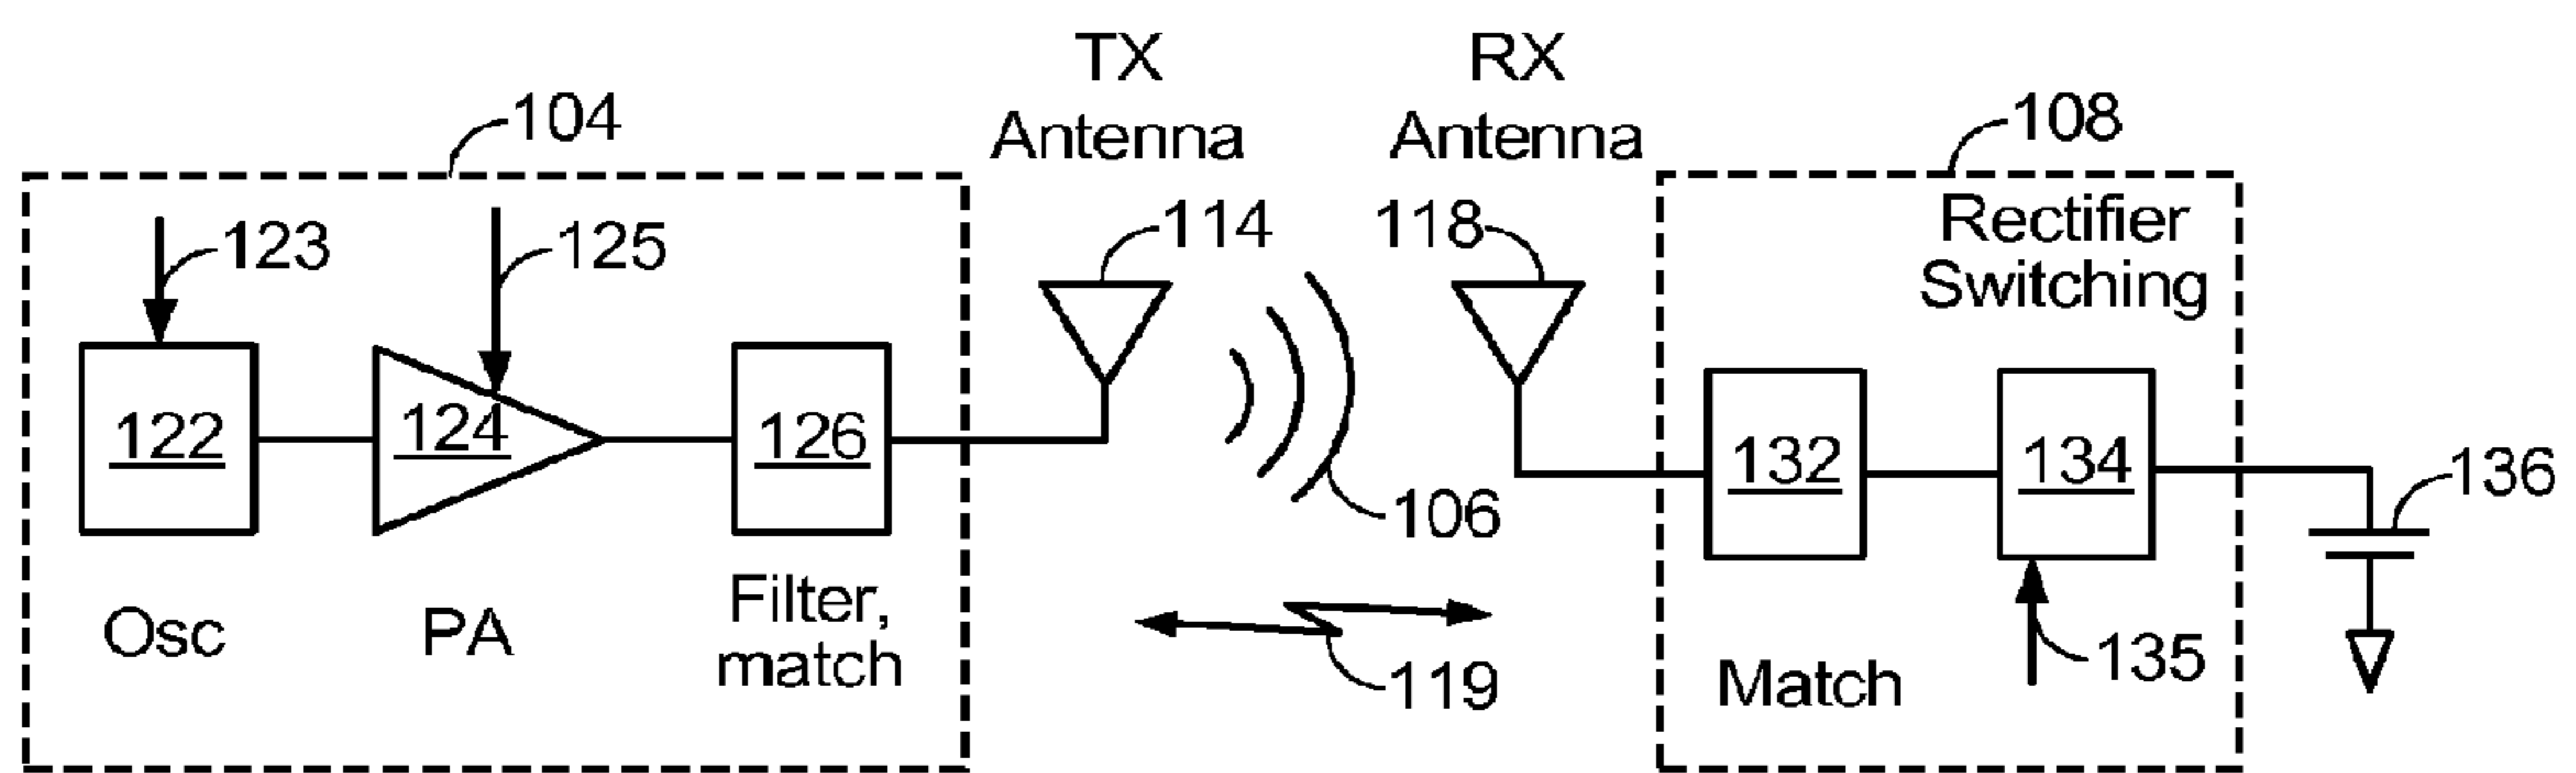 TX
Antenna
RX
Antenna
104
108
123
125
114
118
Rectifier
Switching
122
124
126
132
134
136
106
Osc
PA
Filter,
match
119
Match
135